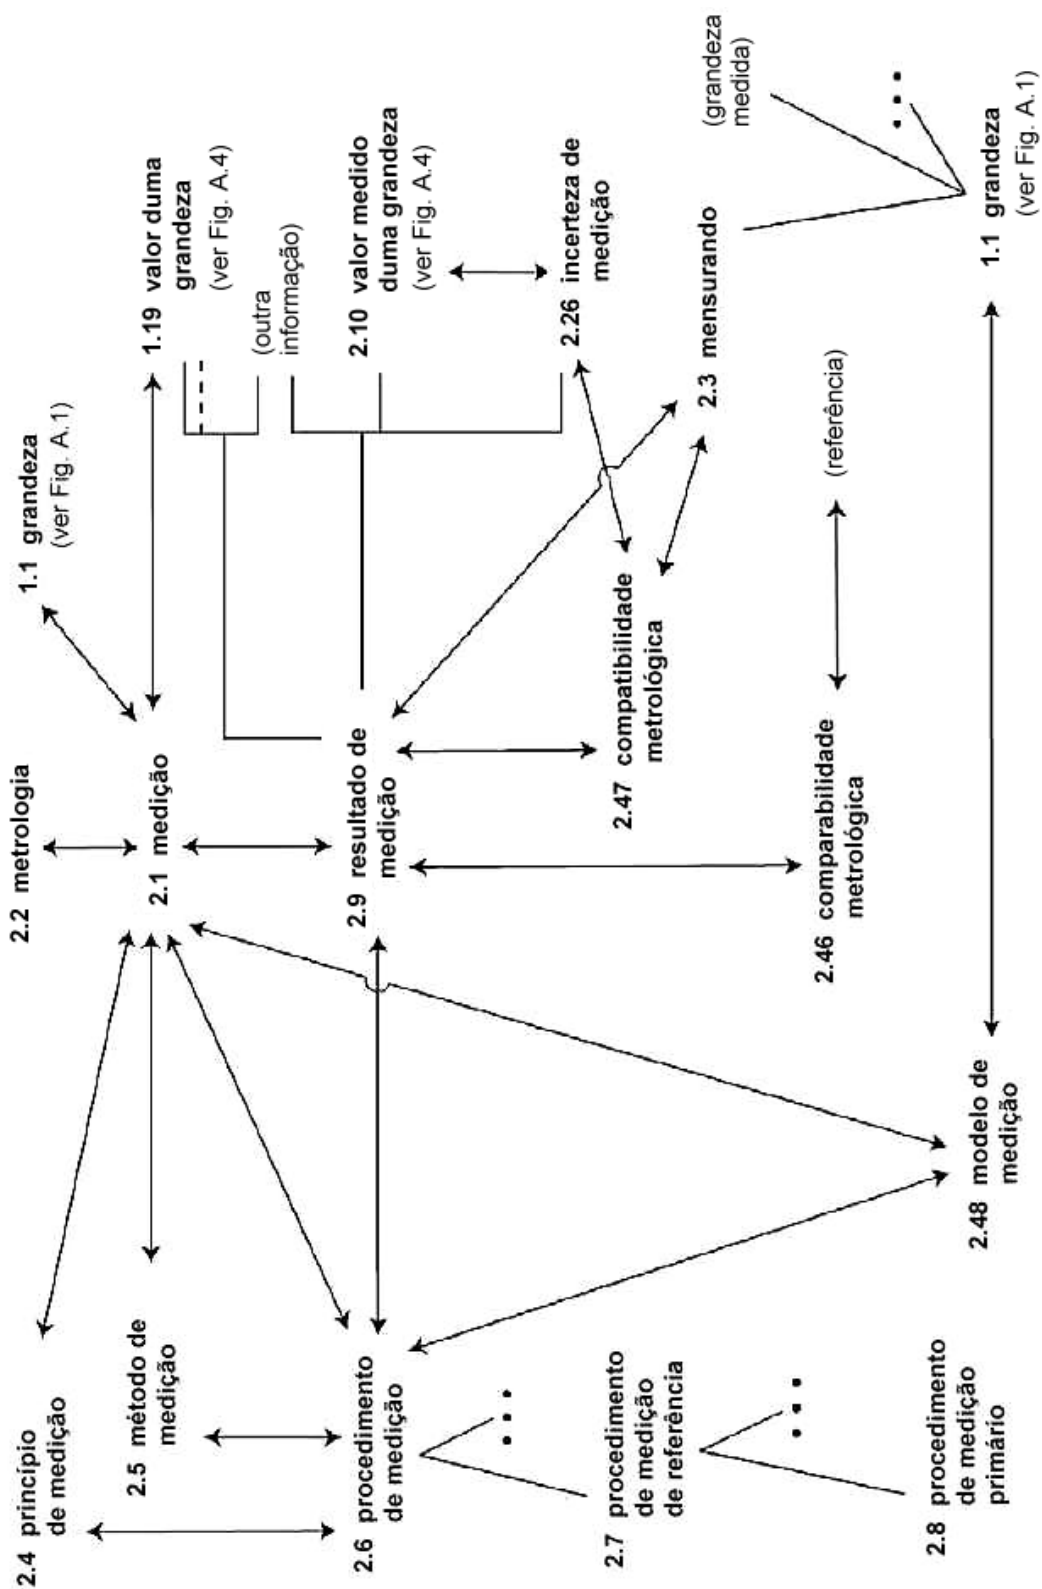 2.2 metrologia
1.1 grandeza
(ver Fig. A.1)
2.4 princípio
de medição
2.5 método de
medição
2.1 medição
1.19 valor duma
grandeza
(ver Fig. A.4)
(outra
informação)
2.6 procedimento
de medição
2.9 resultado de
medição
2.10 valor medido
duma grandeza
(ver Fig. A.4)
2.26 incerteza de
medição
2.7 procedimento
de medição
de referência
2.47 compatibilidade
metrológica
2.3 mensurando
(grandeza
medida)
2.8 procedimento
de medição
primário
2.46 comparabilidade
metrológica
(referência)
2.48 modelo de
medição
1.1 grandeza
(ver Fig. A.1)